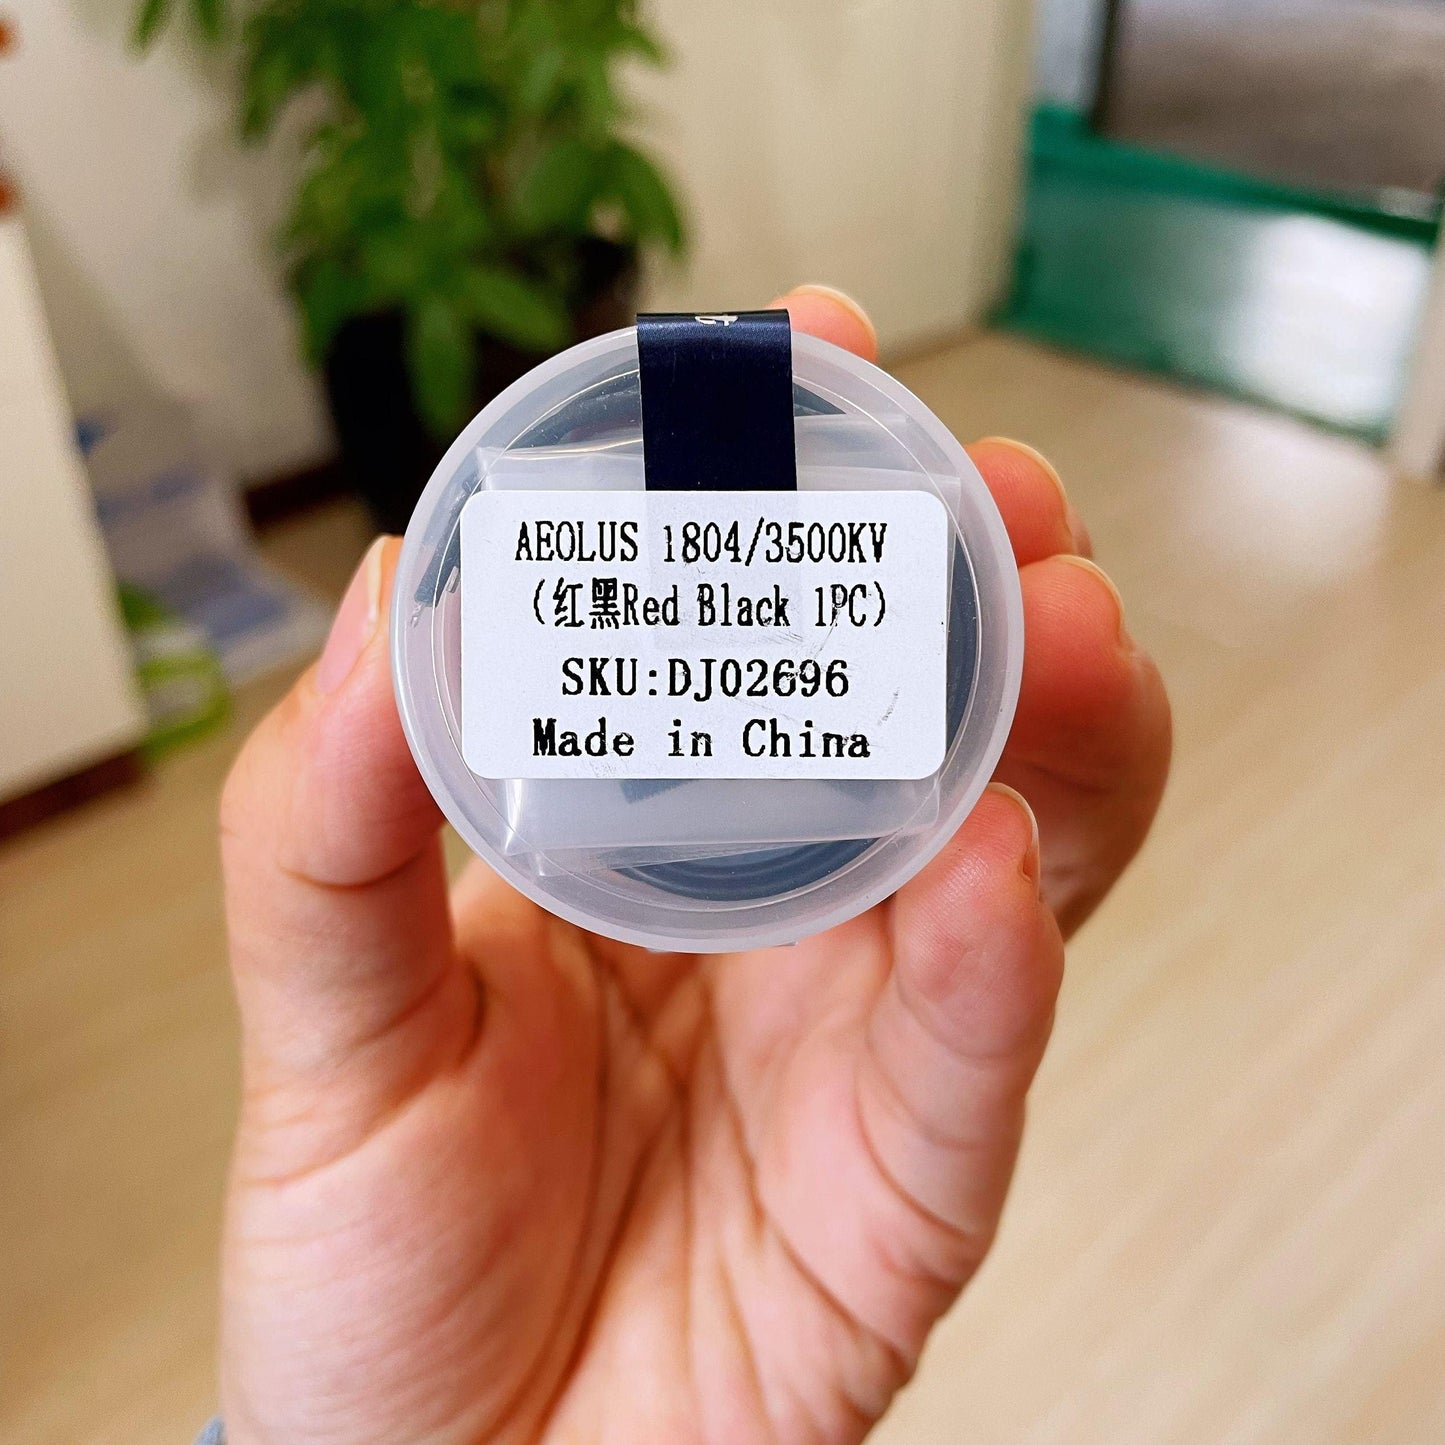 AEOLUS 1804/3500KV
(红黑Red Black 1PC)
SKU:DJ02696
Made in China